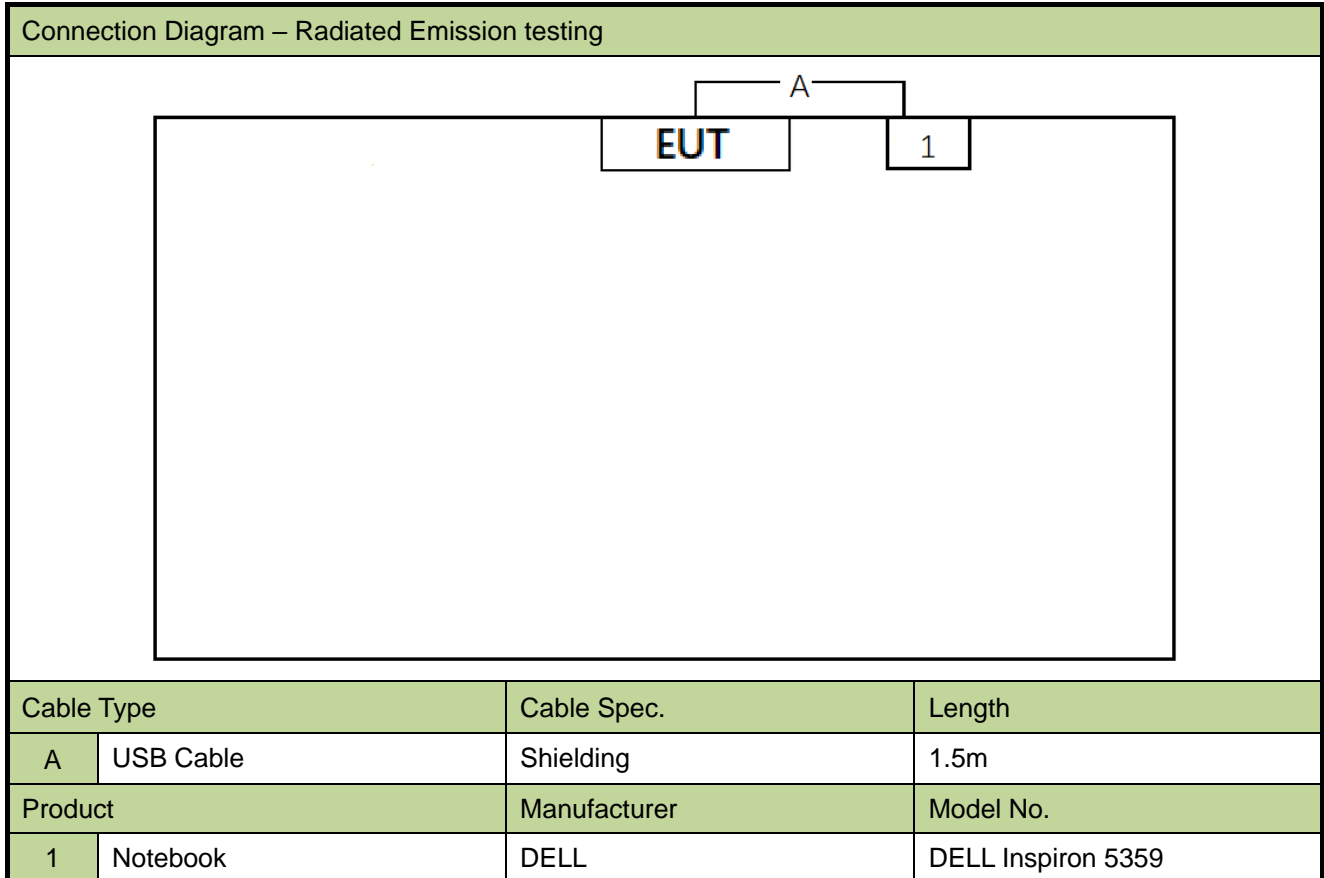 Connection Diagram – Radiated Emission testing
A
EUT 1
Cable Type Cable Spec. Length
A USB Cable Shielding 1.5m
Product Manufacturer Model No.
1 Notebook DELL DELL Inspiron 5359